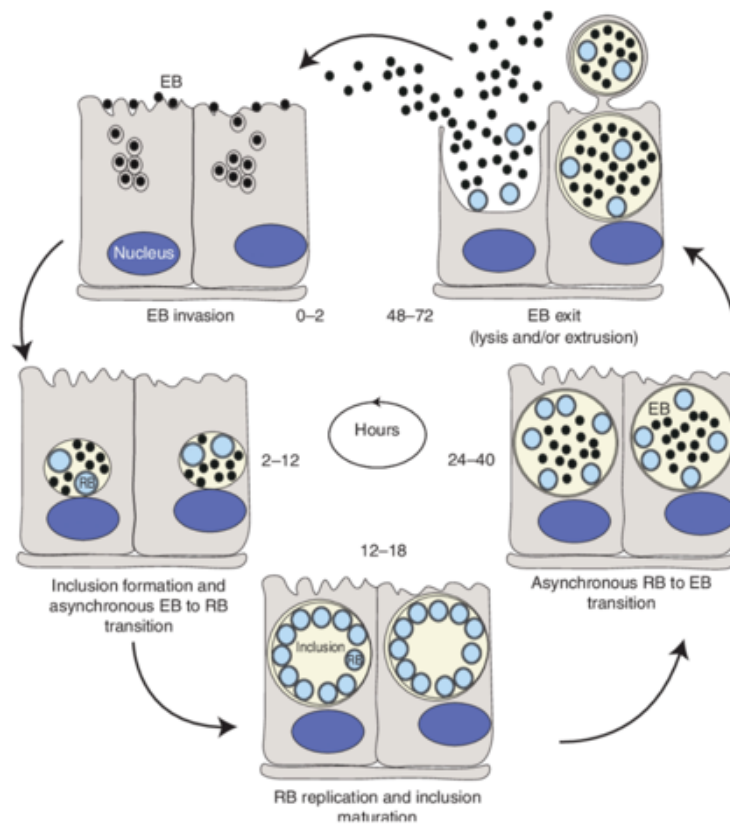 EB
Nucleus
EB invasion
0–2
48–72
EB exit
(lysis and/or extrusion)
Hours
2–12
RB
24–40
EB
12–18
Inclusion formation and
asynchronous EB to RB
transition
Asynchronous RB to EB
transition
Inclusion
RB
RB replication and inclusion
maturation